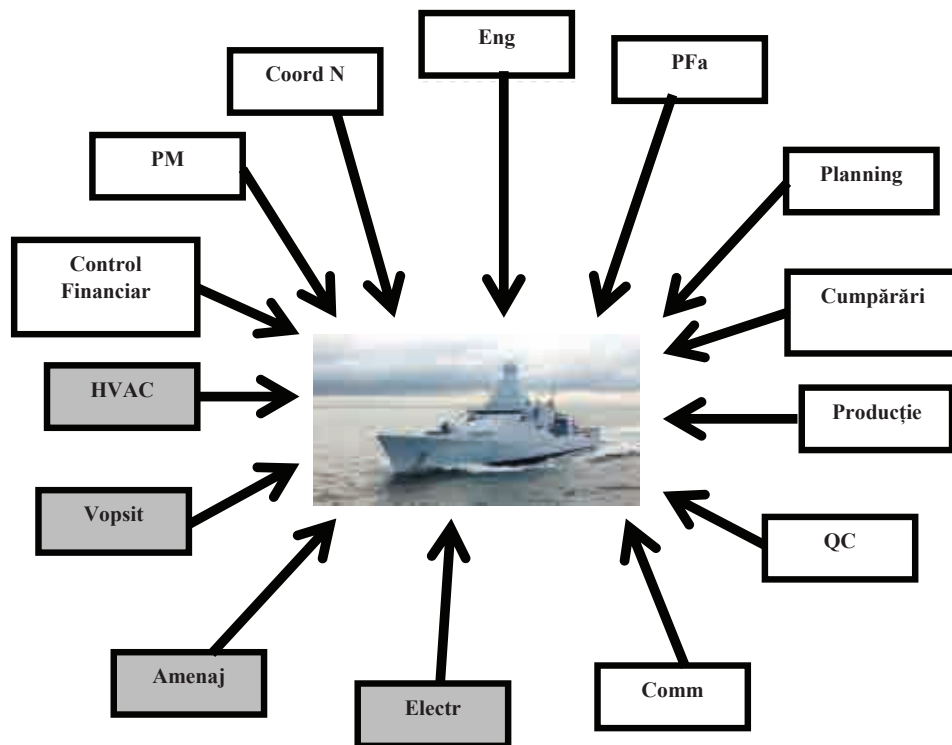 Eng
PFa
Coord N
PM
Planning
Control
Financiar
Cumpărări
HVAC
Producție
Vopsit
QC
Amenaj
Electr
Comm